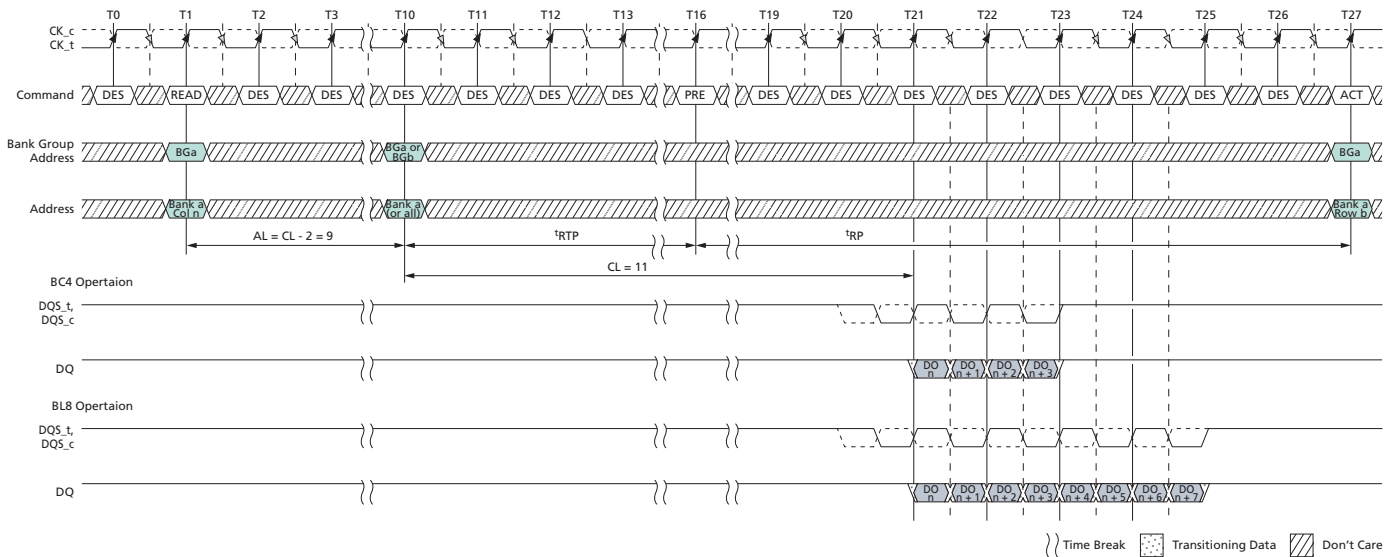 T0 T1 T2 T3 T10 T11 T12 T13 T16 T19 T20 T21 T22 T23 T24 T25 T26 T27
CK_c
CK_t
Command DES READ DES DES DES DES DES DES PRE DES DES DES DES DES DES DES DES ACT
Bank Group
Address
BGa
BGa or
BGb
BGa
Address
Bank a
Col n
Bank a
(or all)
Bank a
Row b
AL = CL - 2 = 9
tRTP
tRP
CL = 11
BC4 Opertaion
DQS_t,
DQS_c
DQ
DO
n
DO
n + 1
DO
n + 2
DO
n + 3
BL8 Opertaion
DQS_t,
DQS_c
DQ
DO
n
DO
n + 1
DO
n + 2
DO
n + 3
DO
n + 4
DO
n + 5
DO
n + 6
DO
n + 7
Time Break
Transitioning Data
Don't Care